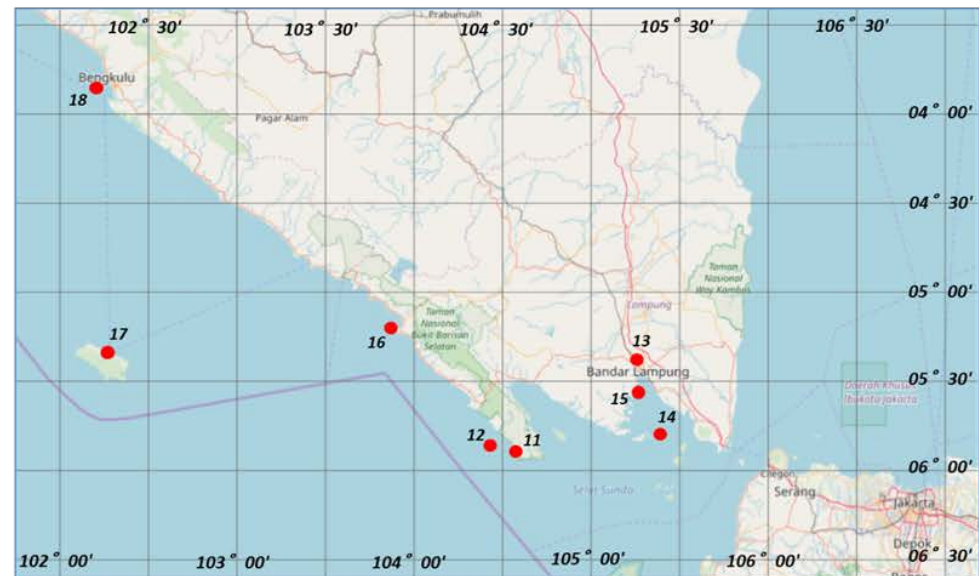 Prabumulih
102° 30'
103° 30'
104° 30'
105° 30'
106° 30'
Bengkulu
18
Pagar Alam
04° 00'
04° 30'
Taman
Nasional
Way Kambas
05° 00'
Lampung
17
16
Taman
Nasional
Bukit Barisan
Selatan
13
Bandar Lampung
05° 30'
Daerah Khusus
Ibukota Jakarta
15
14
12
11
06° 00'
Selat Sunda
Cilegon
Serang
Jakarta
Depok
102° 00'
103° 00'
104° 00'
105° 00'
106° 00'
06° 30'